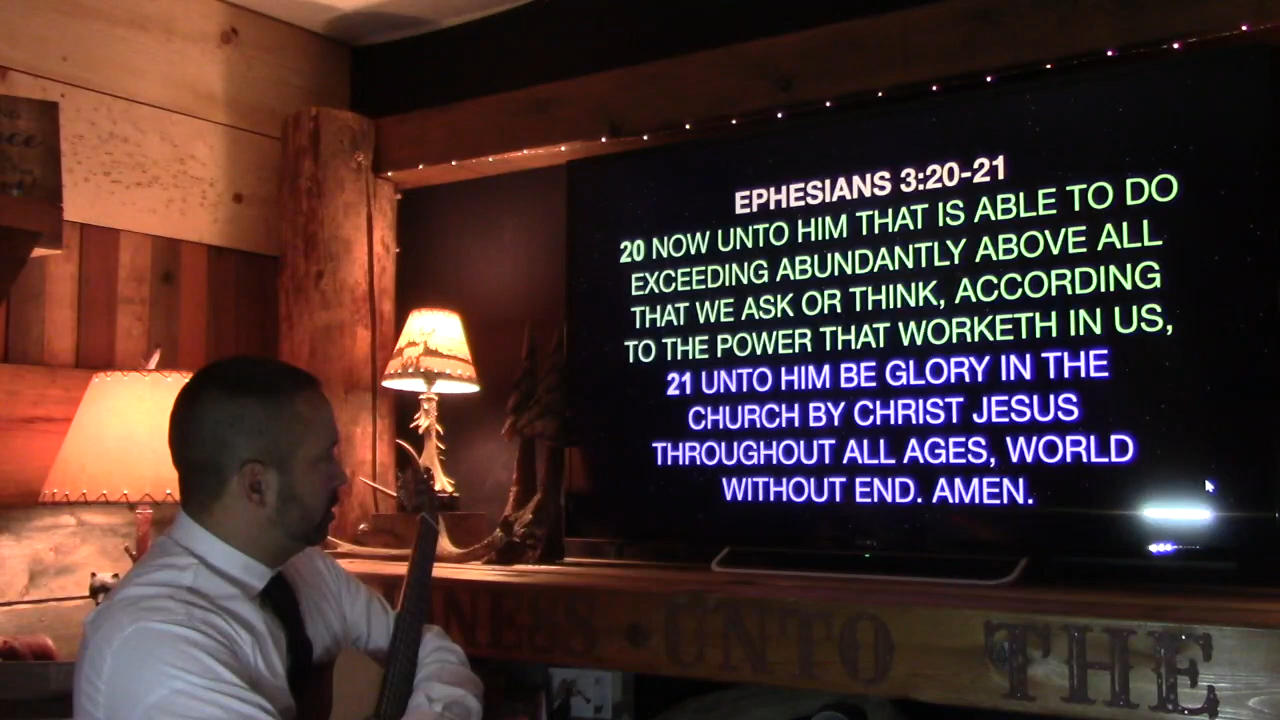 EPHESIANS 3:20-21
20 NOW UNTO HIM THAT IS ABLE TO DO
EXCEEDING ABUNDANTLY ABOVE ALL
THAT WE ASK OR THINK, ACCORDING
TO THE POWER THAT WORKETH IN US,
21 UNTO HIM BE GLORY IN THE
CHURCH BY CHRIST JESUS
THROUGHOUT ALL AGES, WORLD
WITHOUT END. AMEN.
NESS • UNTO THE